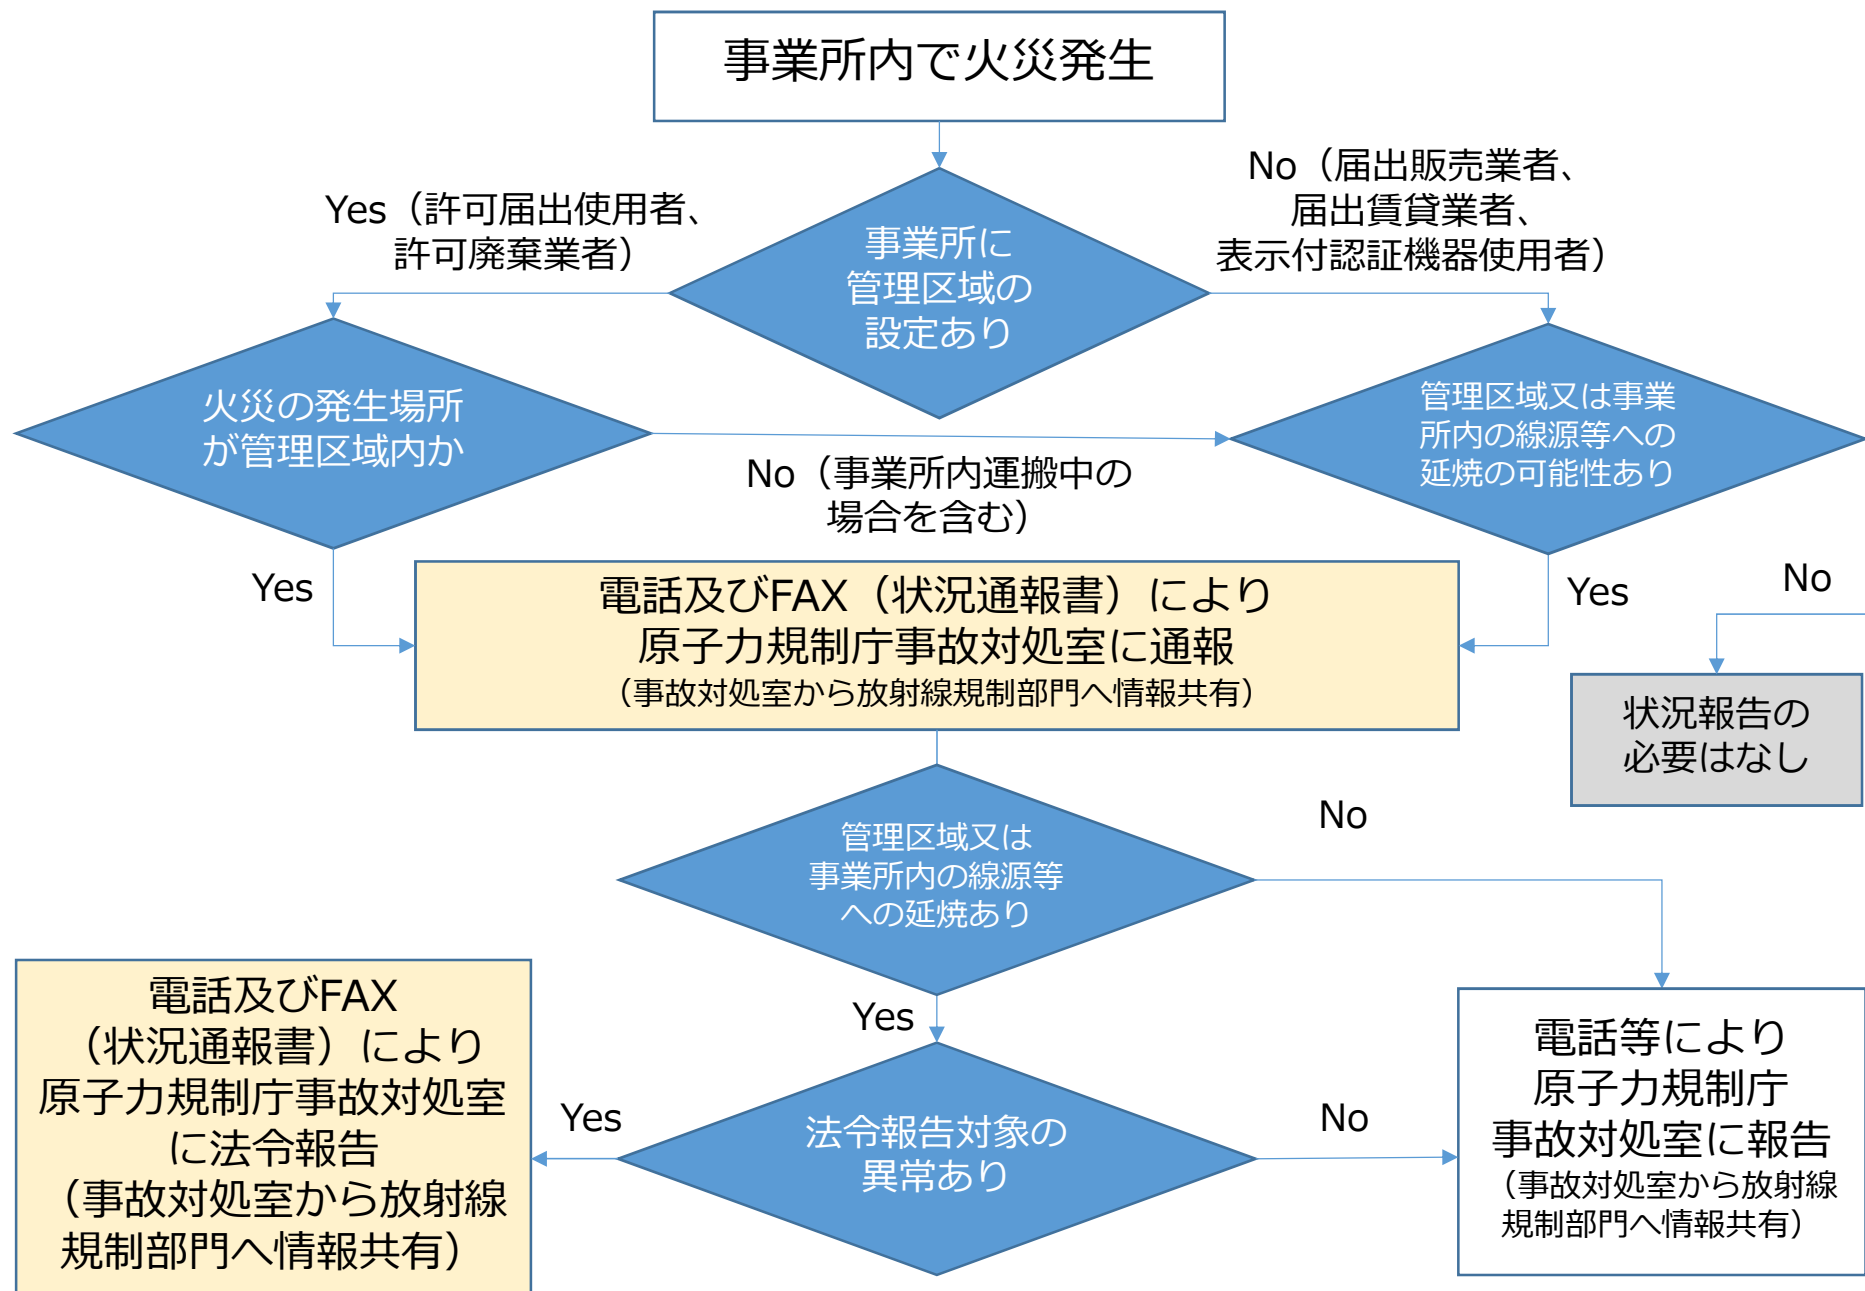 事業所内で火災発生
Yes（許可届出使用者、
許可廃棄業者）
No（届出販売業者、
届出賃貸業者、
表示付認証機器使用者）
事業所に
管理区域の
設定あり
火災の発生場所
が管理区域内か
管理区域又は事業
所内の線源等への
延焼の可能性あり
No（事業所内運搬中の
場合を含む）
Yes
Yes
No
電話及びFAX（状況通報書）により
原子力規制庁事故対処室に通報
（事故対処室から放射線規制部門へ情報共有）
状況報告の
必要はなし
管理区域又は
事業所内の線源等
への延焼あり
No
Yes
電話及びFAX
（状況通報書）により
原子力規制庁事故対処室
に法令報告
（事故対処室から放射線
規制部門へ情報共有）
Yes
法令報告対象の
異常あり
No
電話等により
原子力規制庁
事故対処室に報告
（事故対処室から放射線
規制部門へ情報共有）